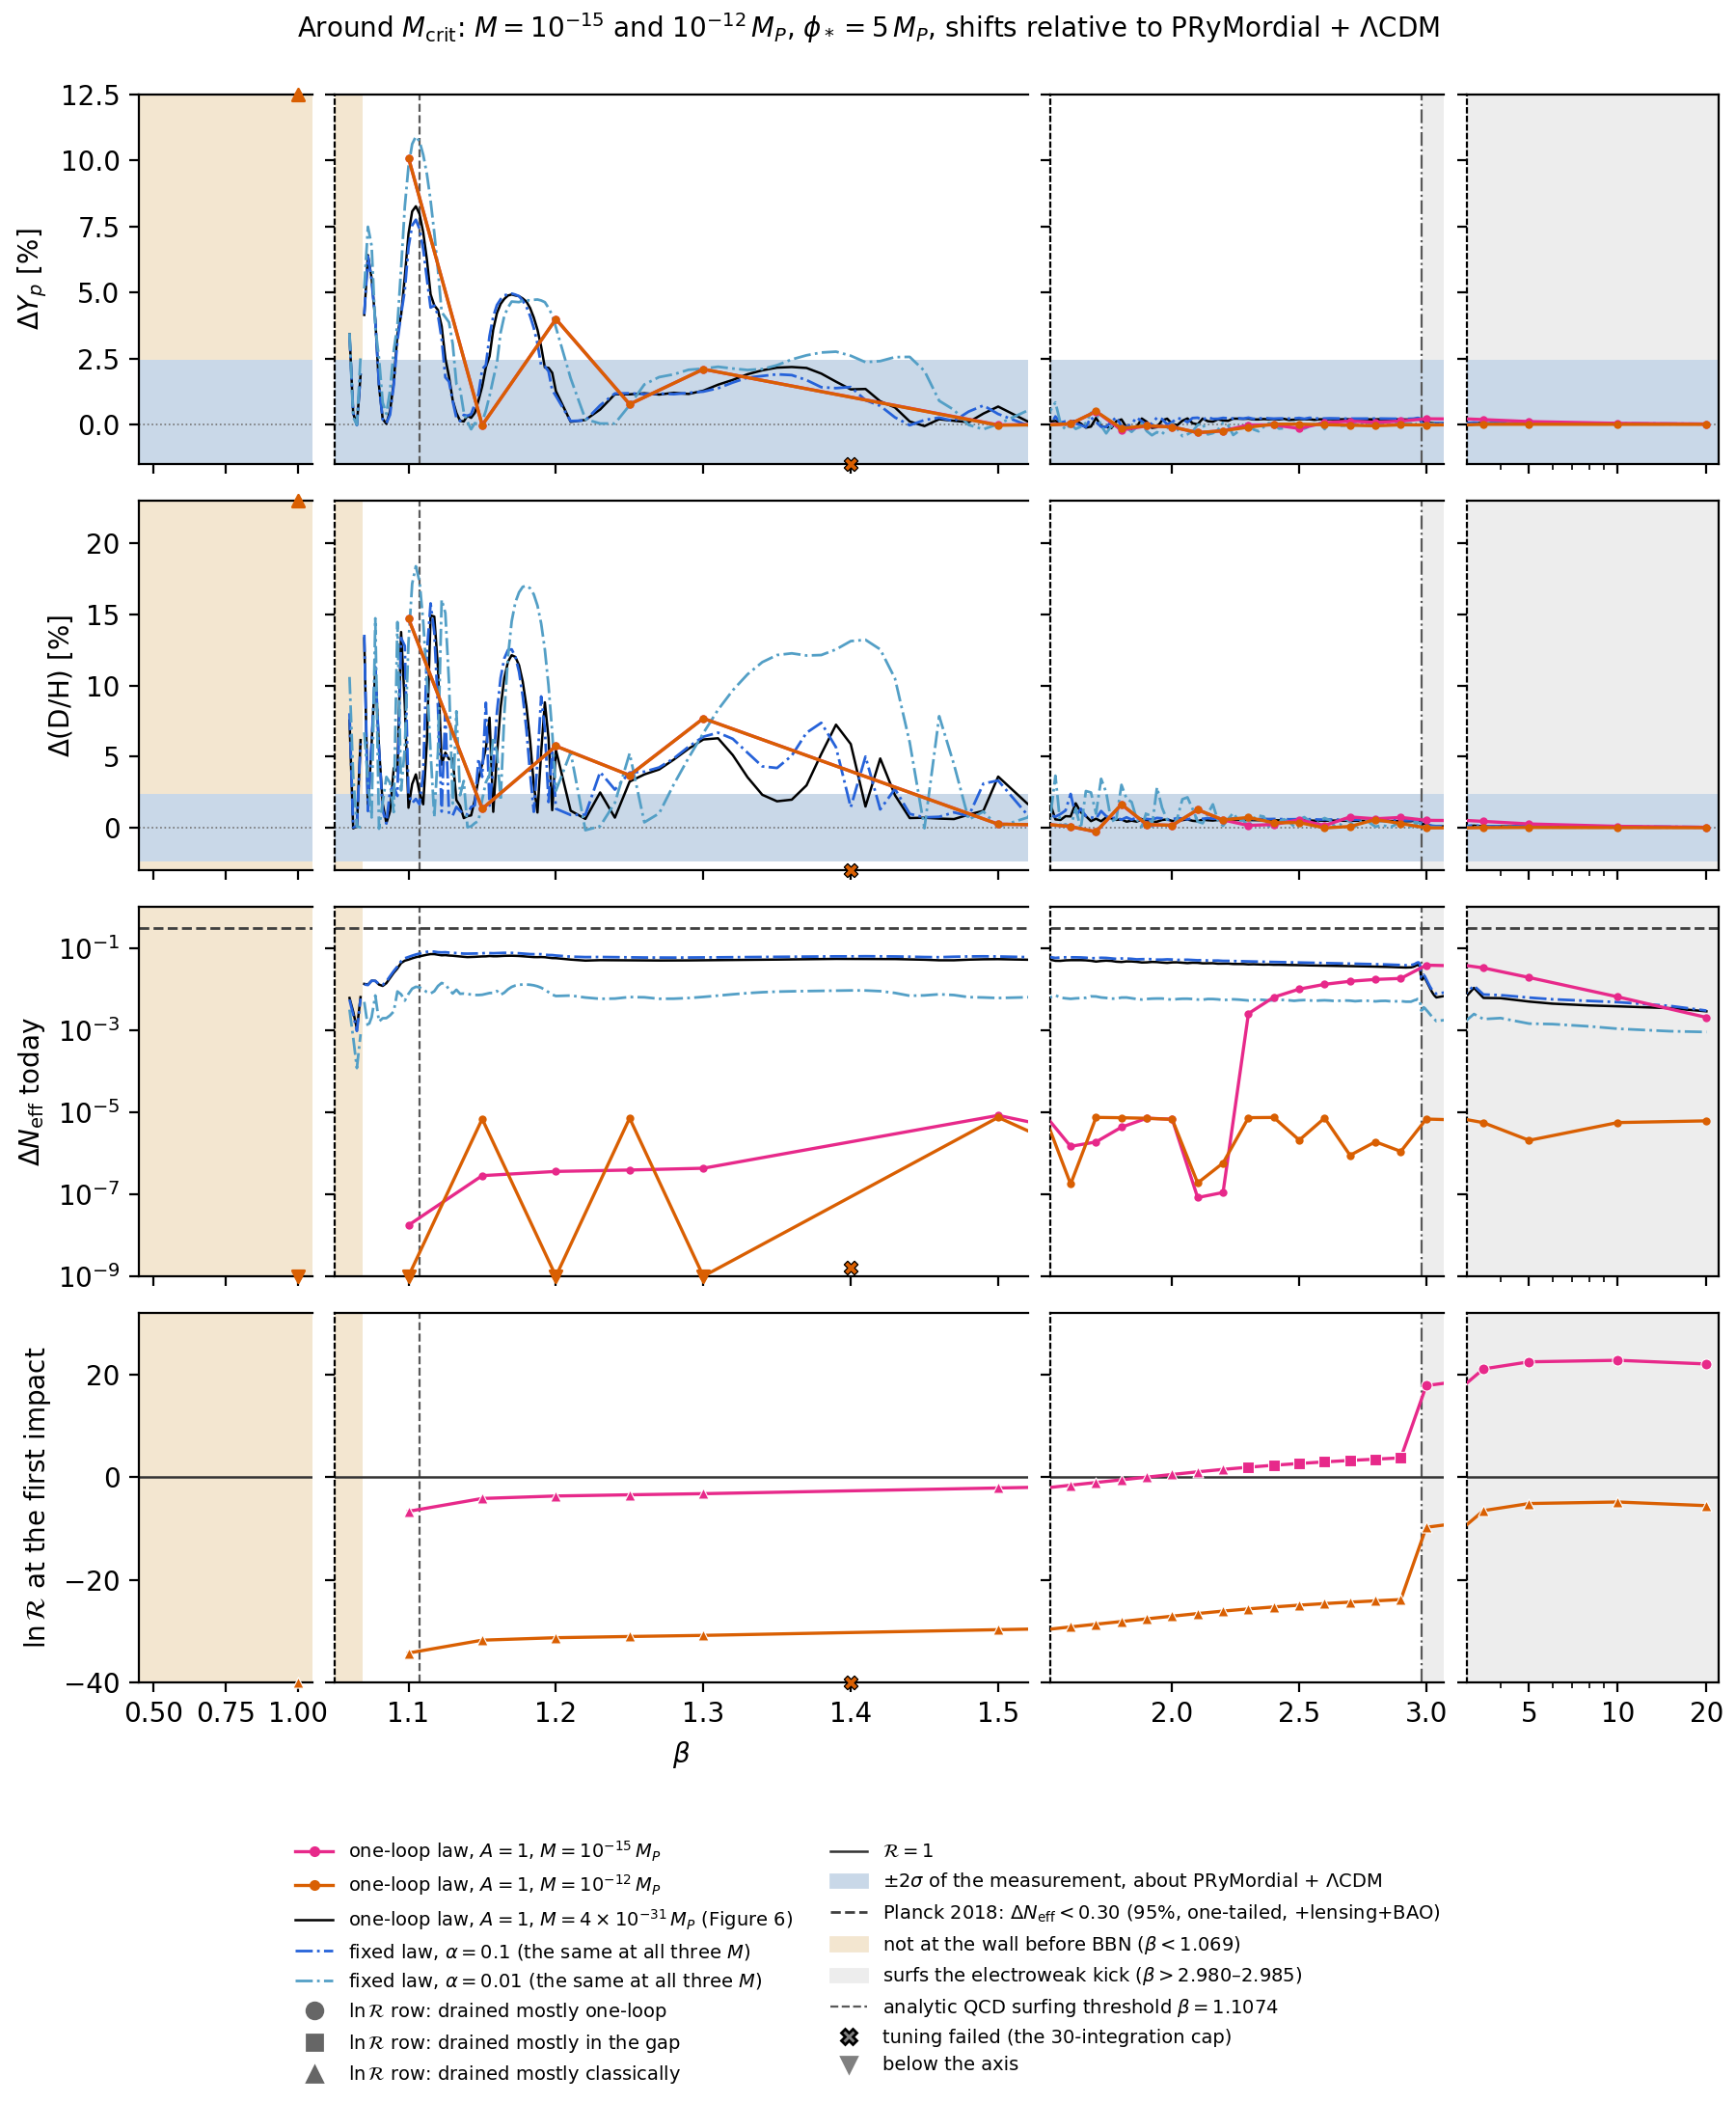 Around M_crit: M = 10^−15 and 10^−12 M_P, ϕ_* = 5 M_P, shifts relative to PRyMordial + ΛCDM
ΔY_p [%]
12.5
10.0
7.5
5.0
2.5
0.0
Δ(D/H) [%]
20
15
10
5
0
ΔN_eff today
10^−1
10^−3
10^−5
10^−7
10^−9
ln ℛ at the first impact
20
0
−20
−40
0.50 0.75 1.00 1.1 1.2 1.3 1.4 1.5 2.0 2.5 3.0 5 10 20
β
one-loop law, A = 1, M = 10^−15 M_P
one-loop law, A = 1, M = 10^−12 M_P
one-loop law, A = 1, M = 4 × 10^−31 M_P (Figure 6)
fixed law, α = 0.1 (the same at all three M)
fixed law, α = 0.01 (the same at all three M)
ln ℛ row: drained mostly one-loop
ln ℛ row: drained mostly in the gap
ln ℛ row: drained mostly classically
ℛ = 1
±2σ of the measurement, about PRyMordial + ΛCDM
Planck 2018: ΔN_eff < 0.30 (95%, one-tailed, +lensing+BAO)
not at the wall before BBN (β < 1.069)
surfs the electroweak kick (β > 2.980–2.985)
analytic QCD surfing threshold β = 1.1074
tuning failed (the 30-integration cap)
below the axis